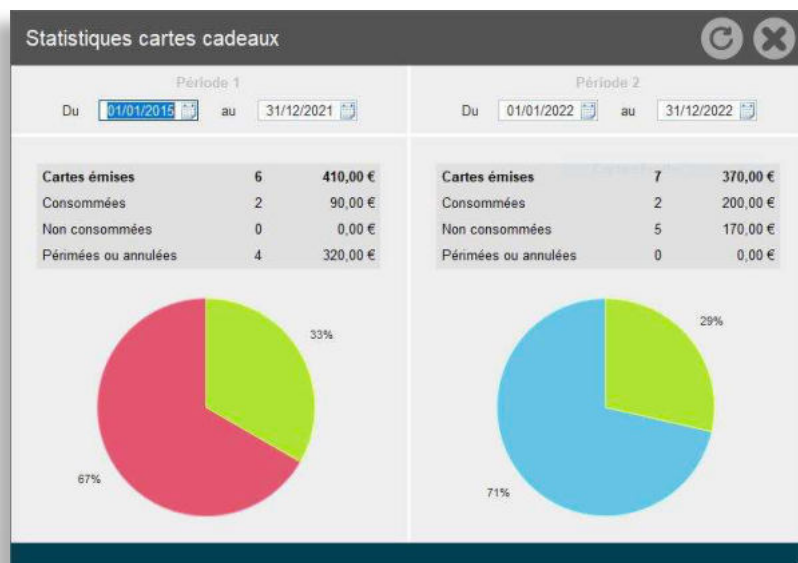 Statistiques cartes cadeaux
Période 1
Du 01/01/2015 au 31/12/2021
Cartes émises 6 410,00 €
Consommées 2 90,00 €
Non consommées 0 0,00 €
Périmées ou annulées 4 320,00 €
33%
67%
Période 2
Du 01/01/2022 au 31/12/2022
Cartes émises 7 370,00 €
Consommées 2 200,00 €
Non consommées 5 170,00 €
Périmées ou annulées 0 0,00 €
29%
71%